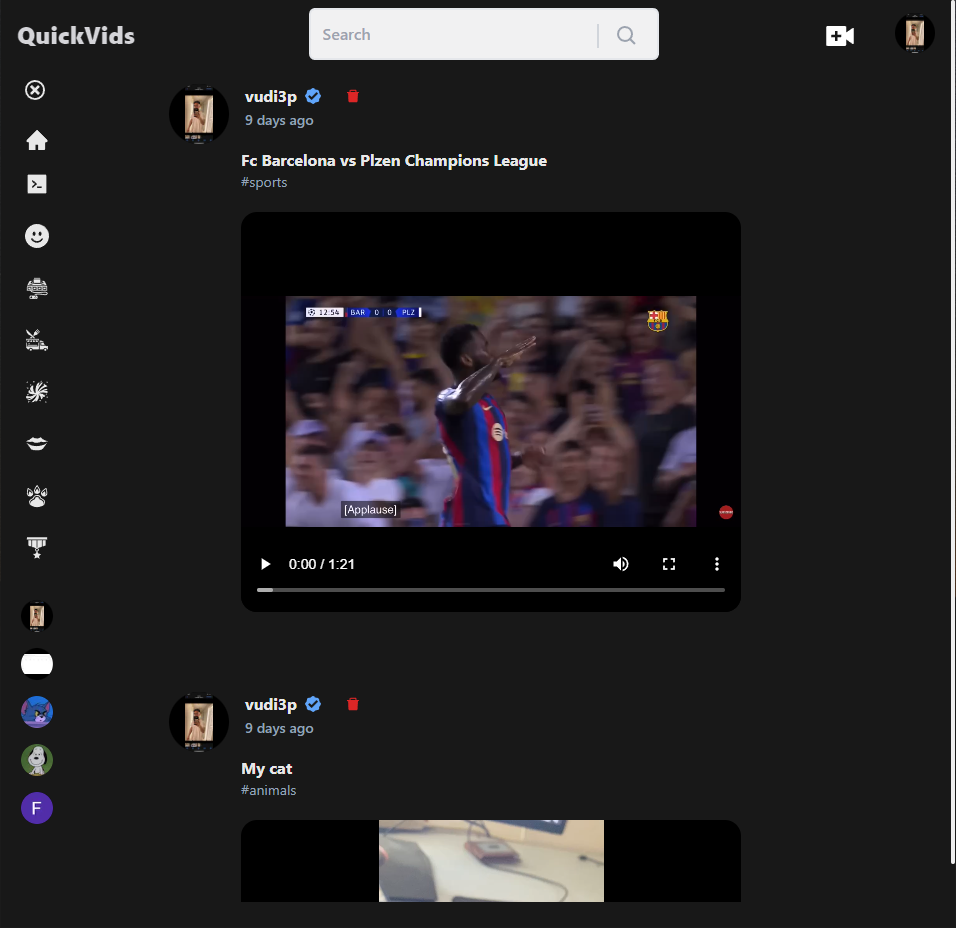 QuickVids
Search
vudi3p
9 days ago
Fc Barcelona vs Plzen Champions League
#sports
12:54 BAR 0 0 PLZ
[Applause]
0:00 / 1:21
vudi3p
9 days ago
My cat
#animals
F